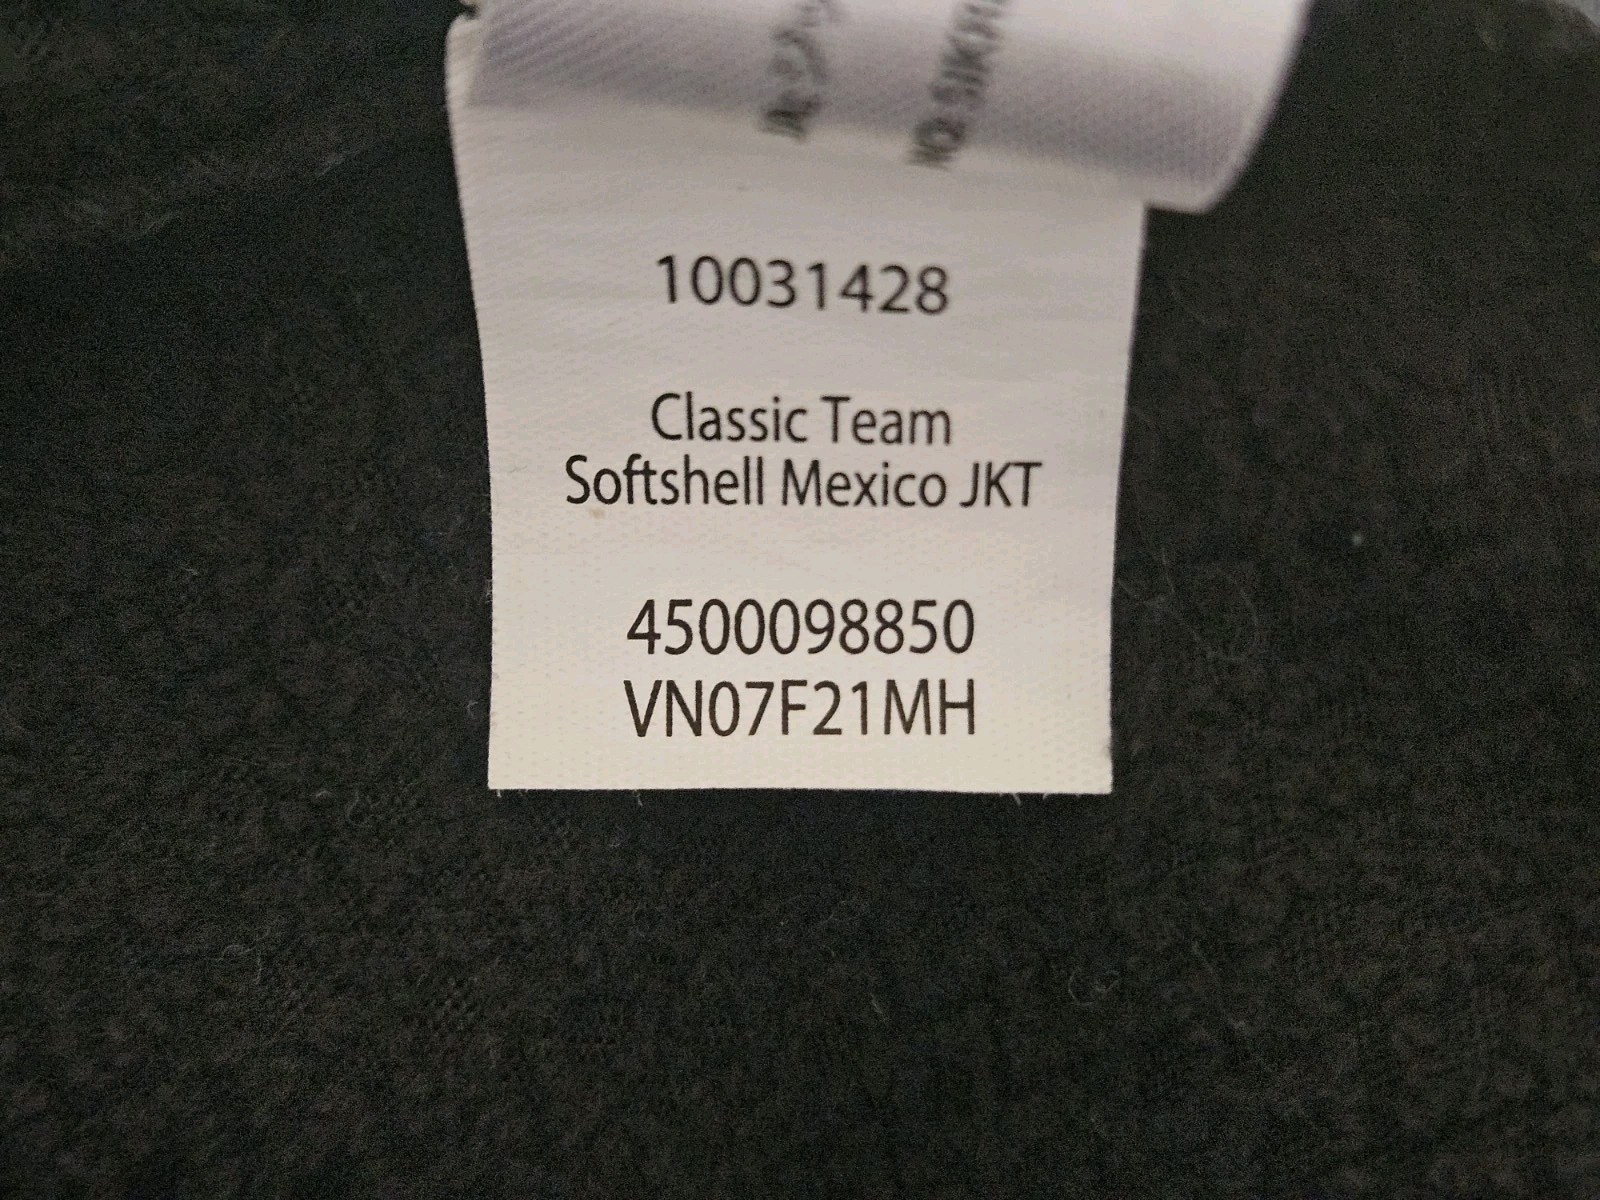 10031428
Classic Team
Softshell Mexico JKT
4500098850
VN07F21MH